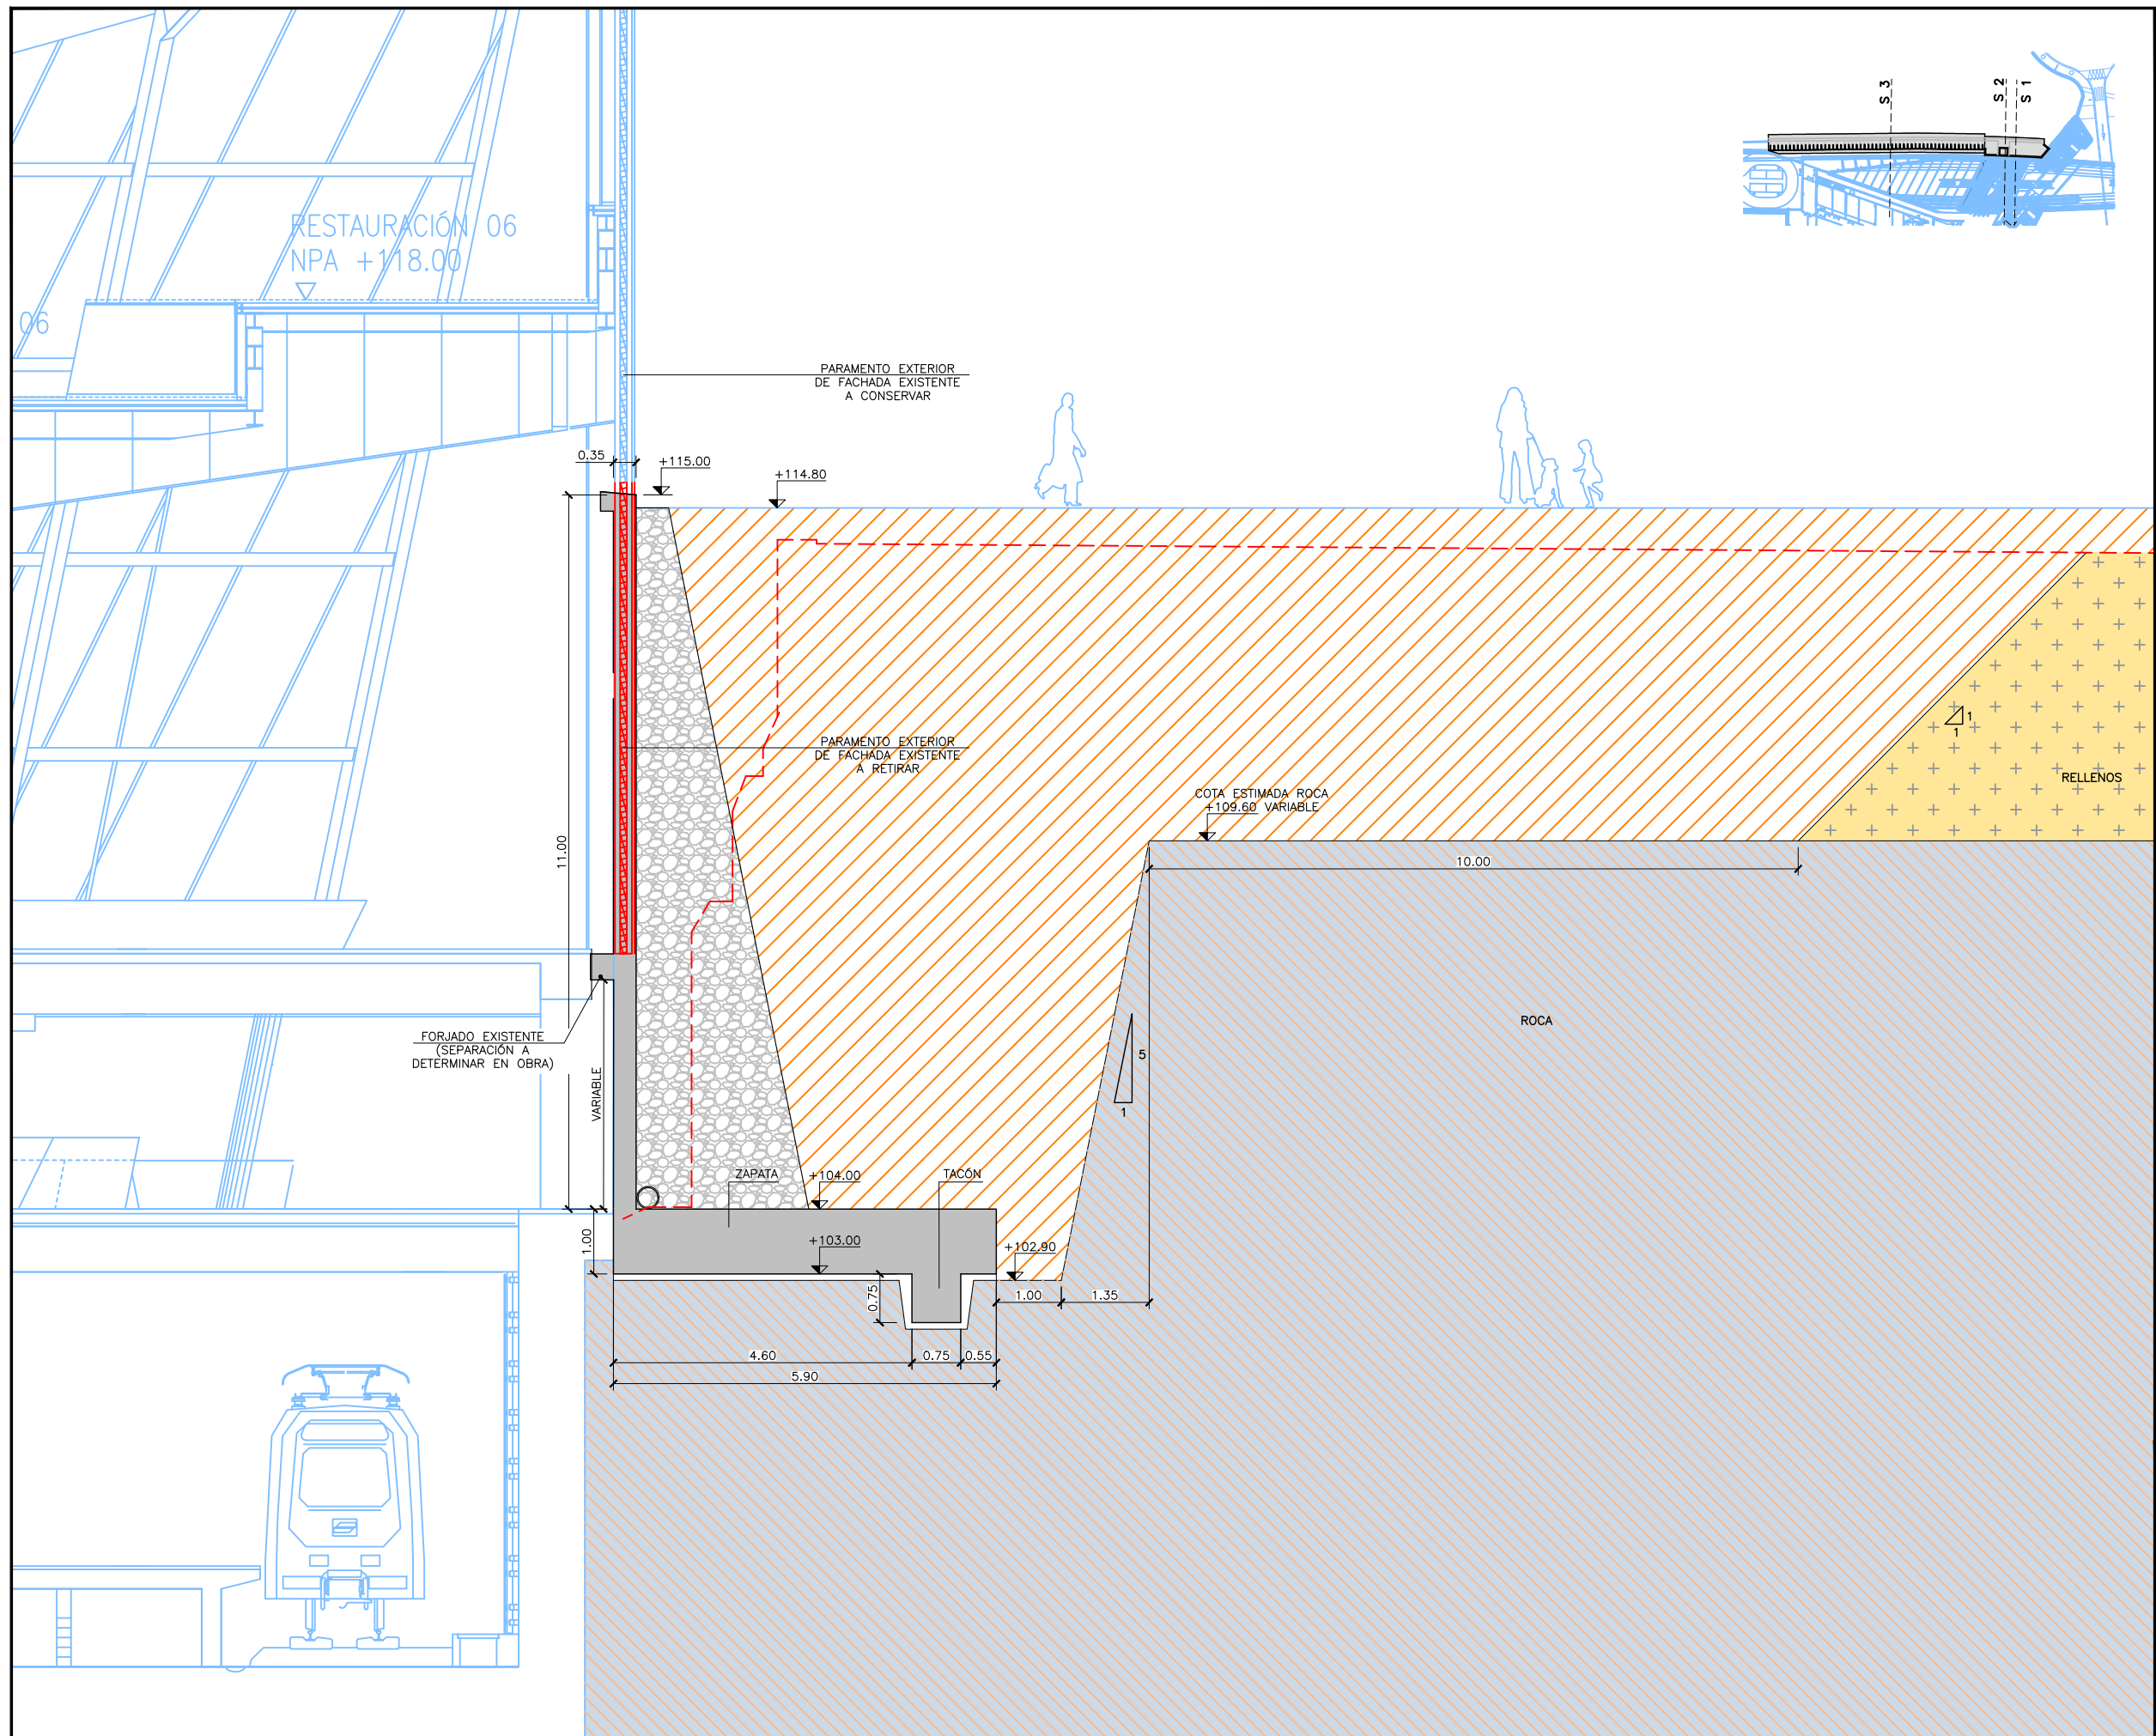 S 3
S 2
S 1
RESTAURACIÓN 06
NPA +118.00
06
PARAMENTO EXTERIOR
DE FACHADA EXISTENTE
A CONSERVAR
0.35
+115.00
+114.80
PARAMENTO EXTERIOR
DE FACHADA EXISTENTE
A RETIRAR
1
1
RELLENOS
COTA ESTIMADA ROCA
+109.60 VARIABLE
11.00
10.00
ROCA
FORJADO EXISTENTE
(SEPARACIÓN A
DETERMINAR EN OBRA)
5
1
VARIABLE
ZAPATA
+104.00
TACÓN
1.00
+103.00
+102.90
0.75
1.00
1.35
4.60
0.75
0.55
5.90